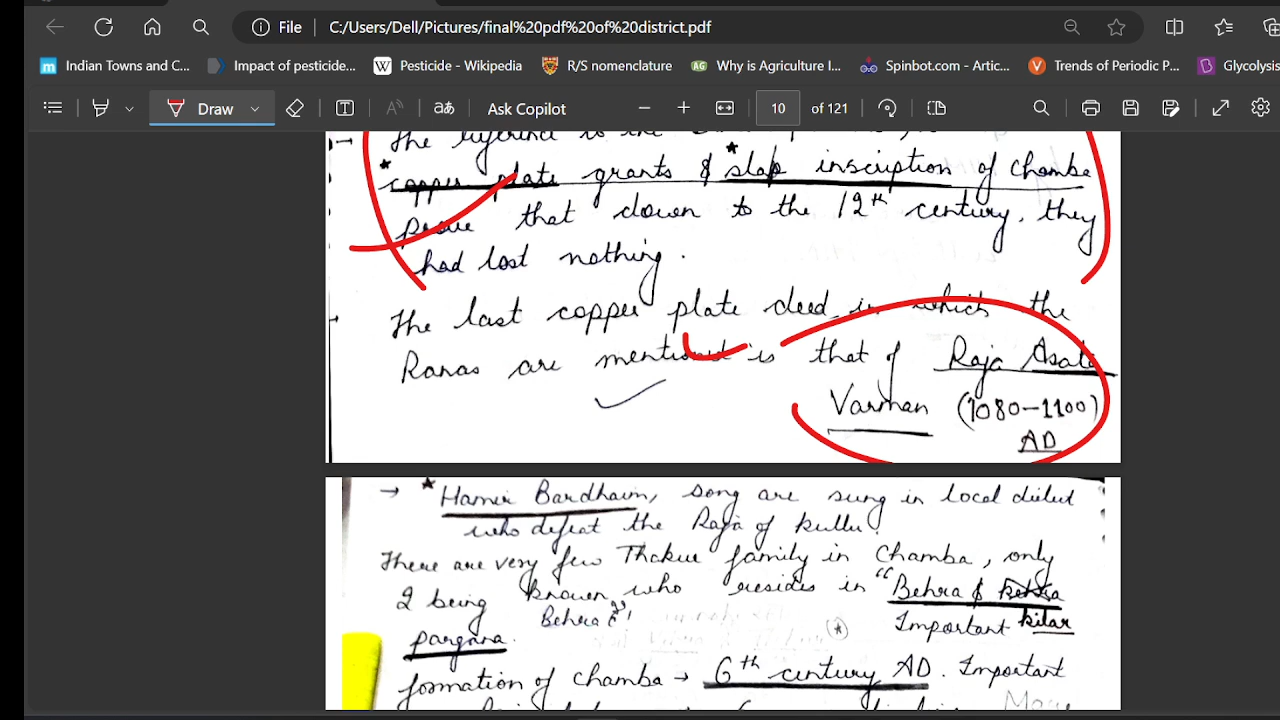 File C:/Users/Dell/Pictures/final%20pdf%20of%20district.pdf
Indian Towns and C... Impact of pesticide... Pesticide - Wikipedia R/S nomenclature Why is Agriculture I... Spinbot.com - Artic... Trends of Periodic P... Glycolysis
Draw Ask Copilot 10 of 121
The to the
copper plate grants & slab inscription of Chamba
prove that down to the 12th century, they
had lost nothing.
The last copper plate deed in which the
Ranas are mentioned is that of Raja Asata
Varman (1080-1100)
AD
→ * Hamir Bardhain, song are sung in local dialect
who defeat the Raja of kullu.
There are very few Thakur family in Chamba, only
2 being known who resides in "Behra &
Behra &" Important kilar
pargana.
formation of chamba → 6th century AD. Important